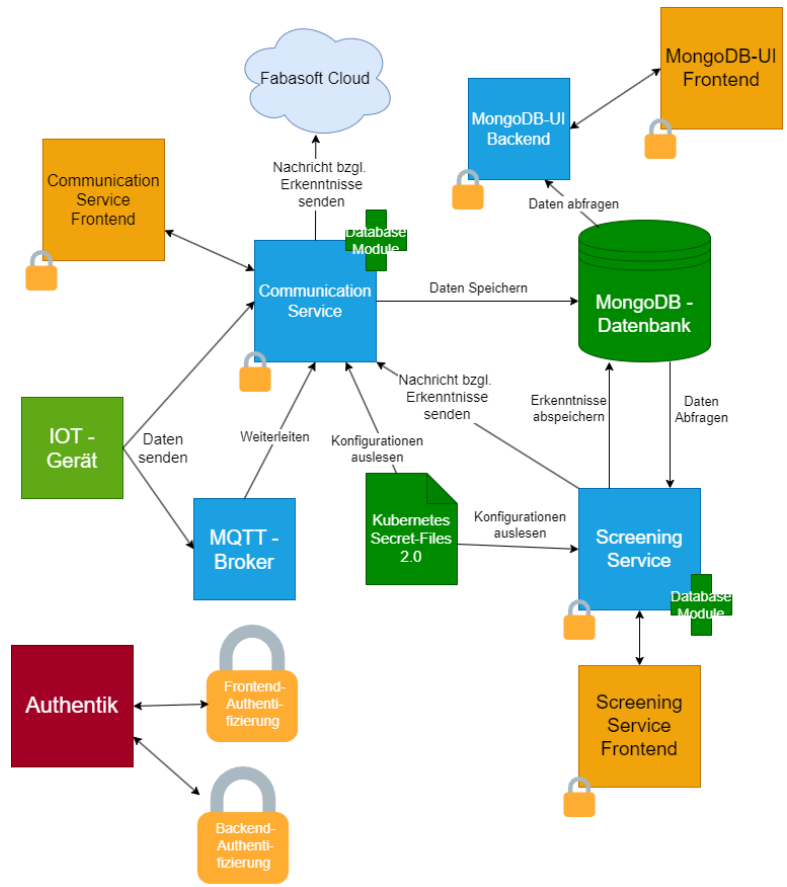 Fabasoft Cloud
MongoDB-UI
Frontend
MongoDB-UI
Backend
Communication
Service
Frontend
Nachricht bzgl.
Erkenntnisse
senden
Daten abfragen
Database
Module
Communication
Service
Daten Speichern
MongoDB -
Datenbank
Nachricht bzgl.
Erkenntnisse
senden
Erkenntnisse
abspeichern
Daten
Abfragen
IOT -
Gerät
Daten
senden
Weiterleiten
Konfigurationen
auslesen
MQTT -
Broker
Kubernetes
Secret-Files
2.0
Konfigurationen
auslesen
Screening
Service
Database
Module
Authentik
Frontend-
Authenti-
fizierung
Screening
Service
Frontend
Backend-
Authenti-
fizierung